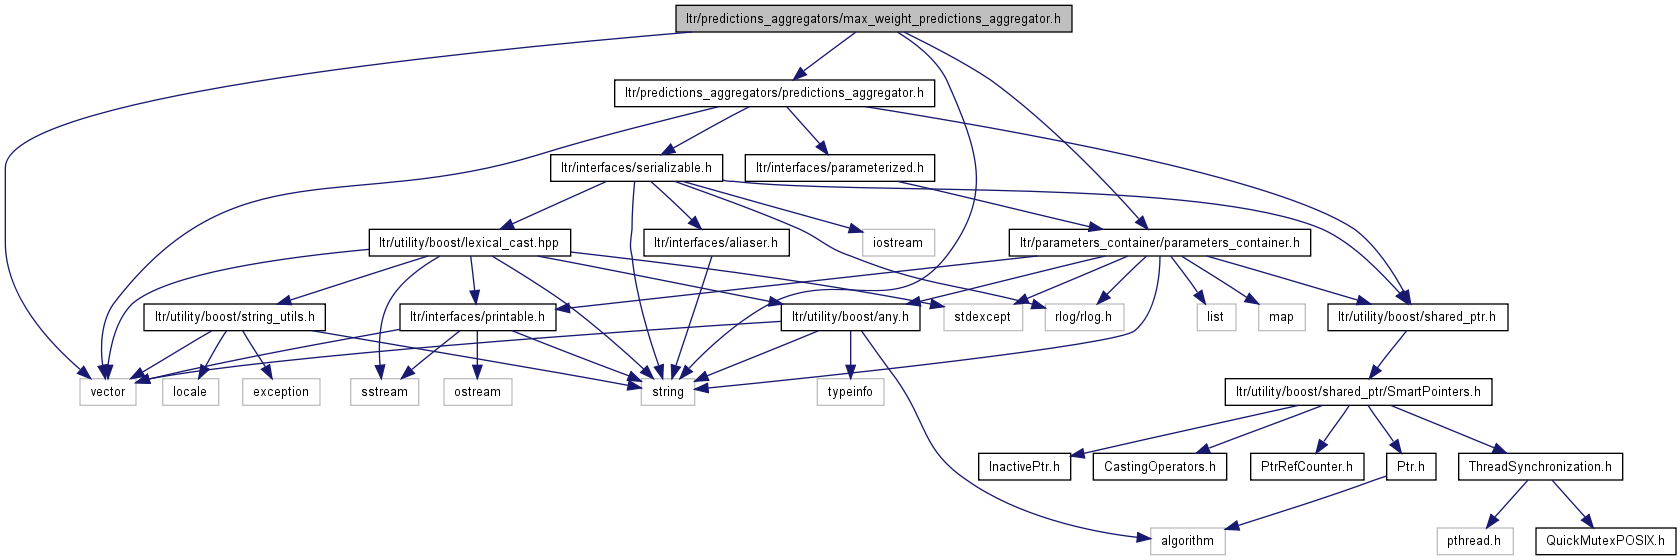 ltr/predictions_aggregators/max_weight_predictions_aggregator.h
ltr/predictions_aggregators/predictions_aggregator.h
ltr/interfaces/serializable.h
ltr/interfaces/parameterized.h
ltr/utility/boost/lexical_cast.hpp
ltr/interfaces/aliaser.h
iostream
ltr/parameters_container/parameters_container.h
ltr/utility/boost/string_utils.h
ltr/interfaces/printable.h
ltr/utility/boost/any.h
stdexcept
rlog/rlog.h
list
map
ltr/utility/boost/shared_ptr.h
vector
locale
exception
sstream
ostream
string
typeinfo
ltr/utility/boost/shared_ptr/SmartPointers.h
InactivePtr.h
CastingOperators.h
PtrRefCounter.h
Ptr.h
ThreadSynchronization.h
algorithm
pthread.h
QuickMutexPOSIX.h